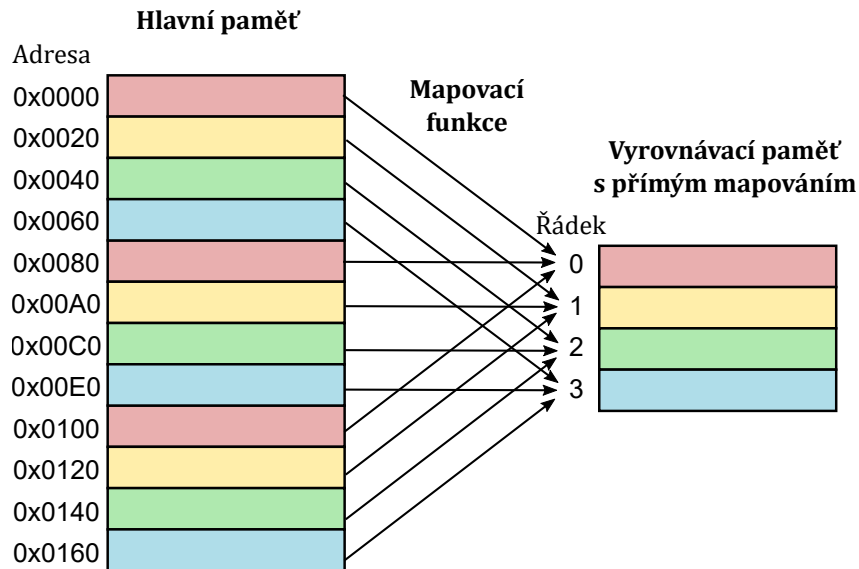 Hlavní paměť
Adresa
0x0000
0x0020
0x0040
0x0060
0x0080
0x00A0
0x00C0
0x00E0
0x0100
0x0120
0x0140
0x0160
Mapovací
funkce
Vyrovnávací paměť
s přímým mapováním
Řádek
0
1
2
3